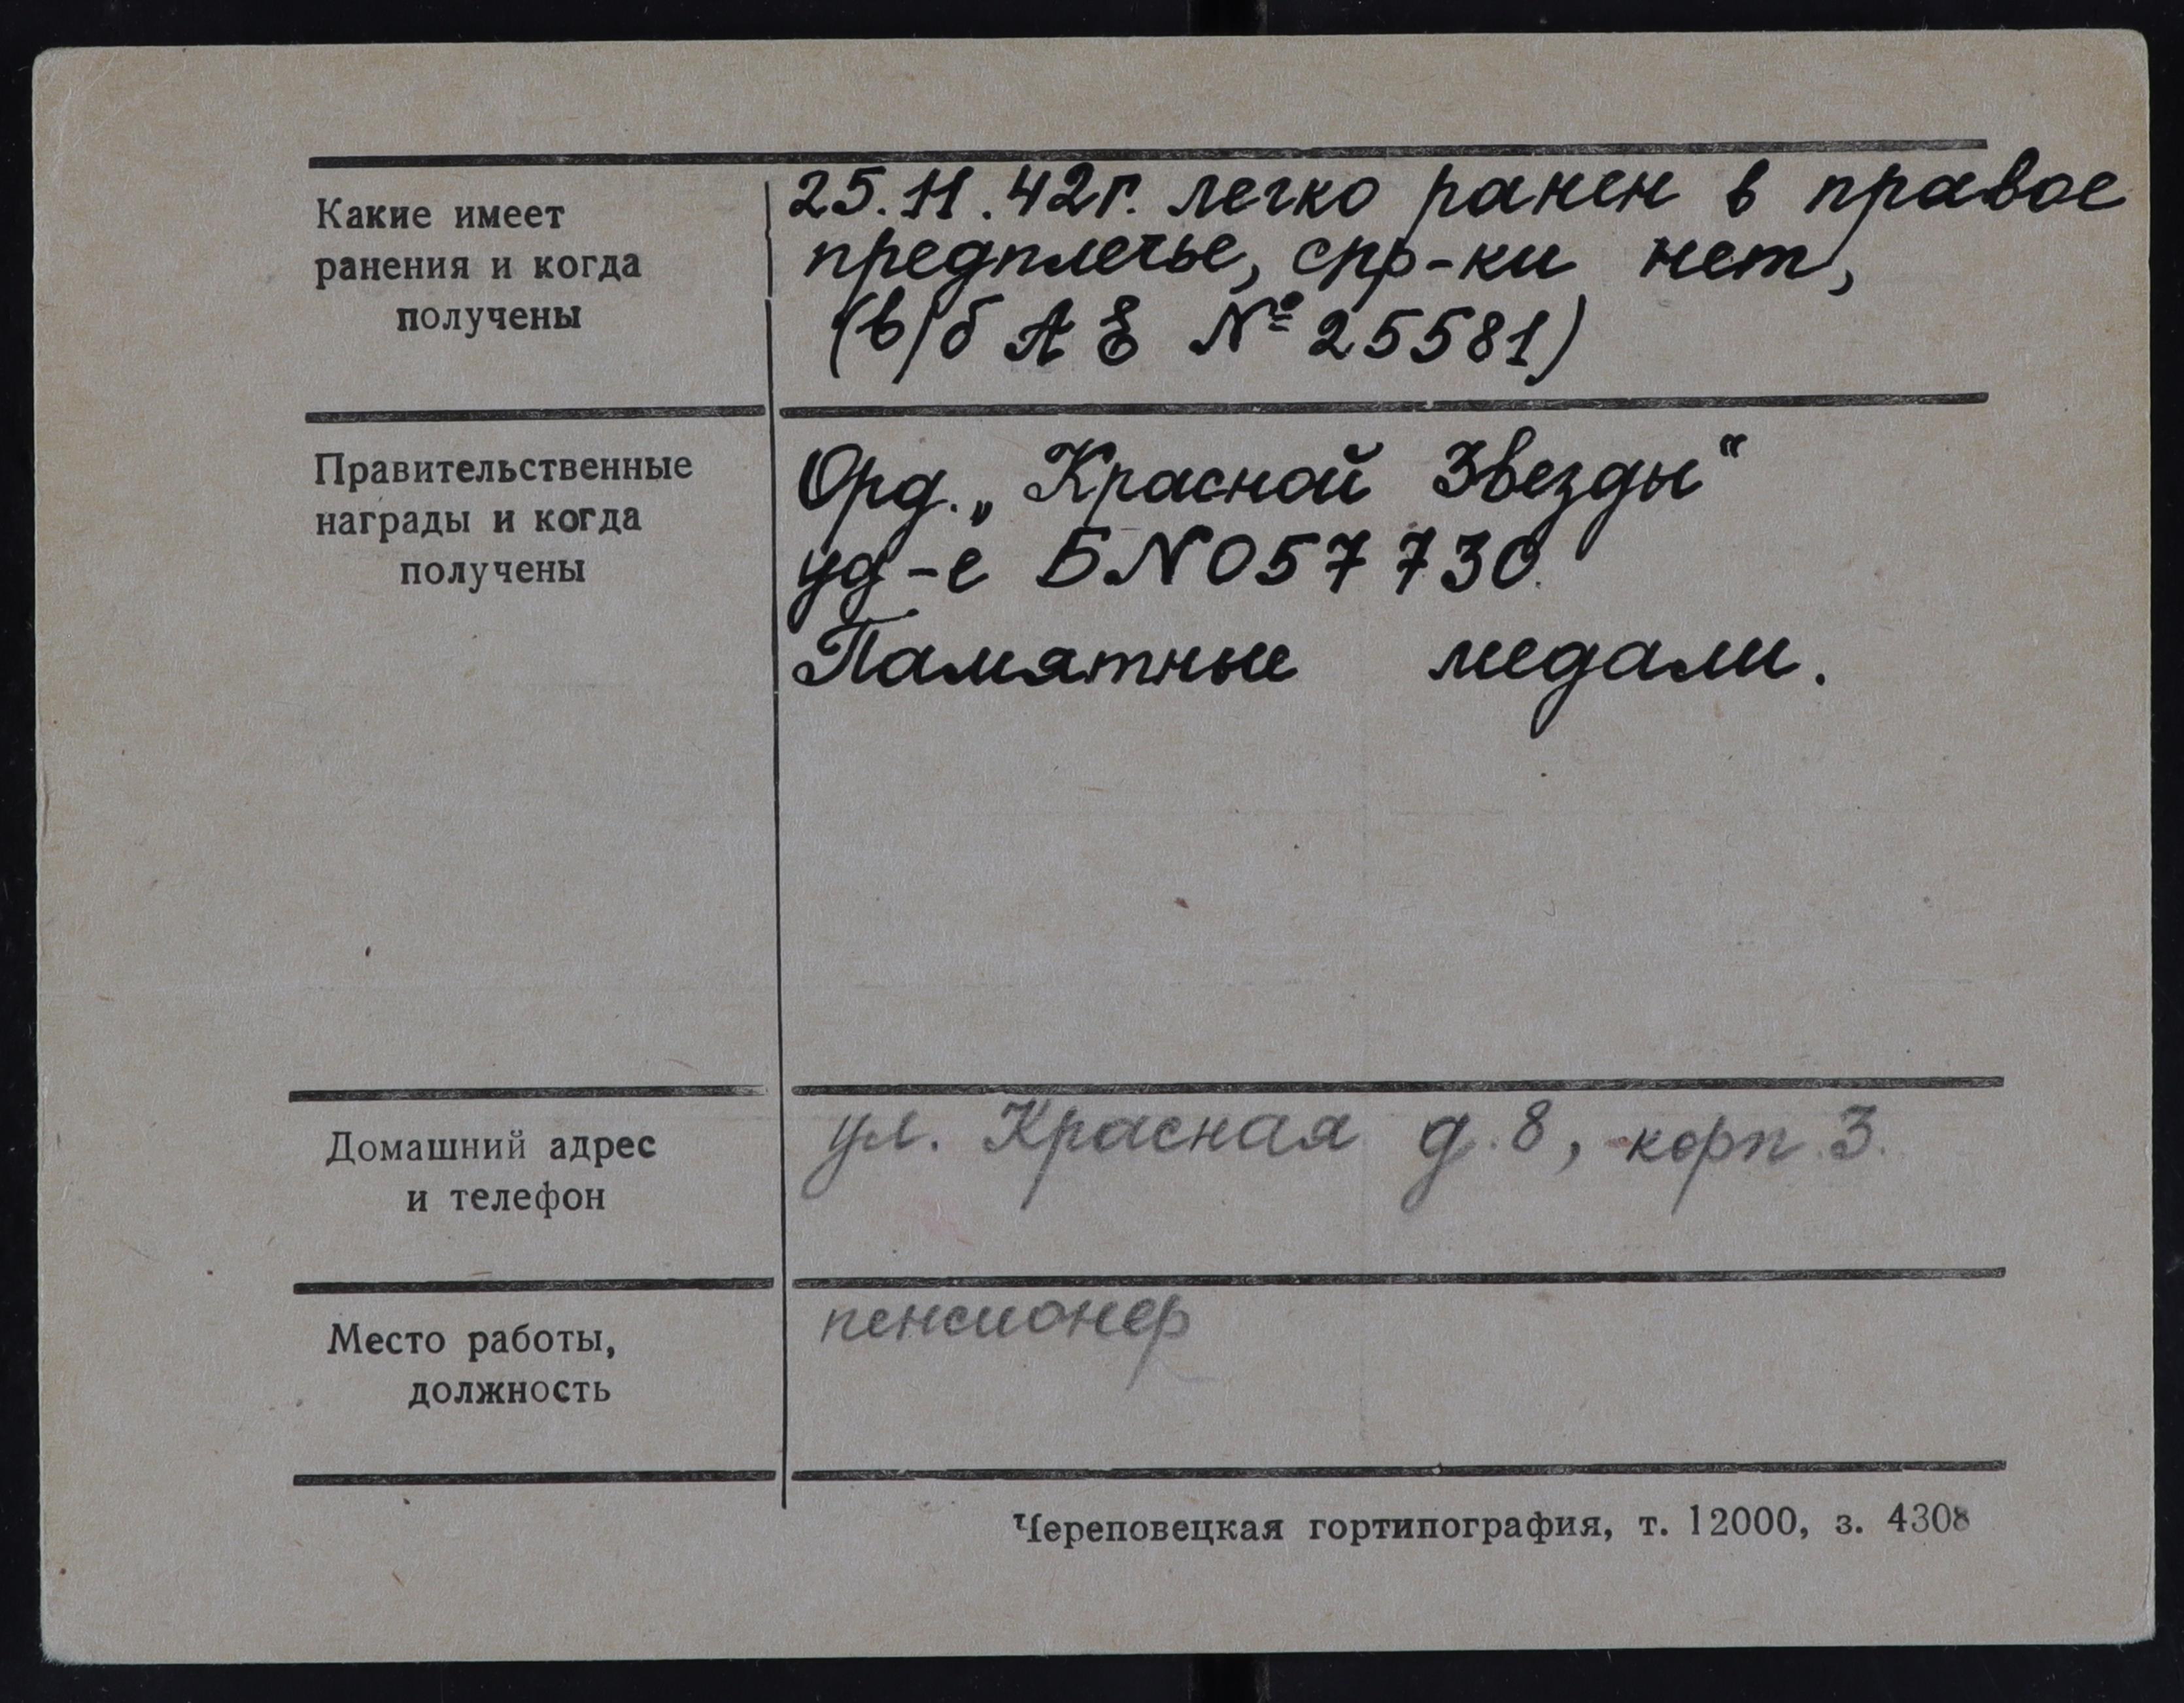 Какие имеет
ранения и когда
получены
25.11.42г. легко ранен в правое
предплечье, спр-ки нет,
(в/б АЕ № 25581)
Правительственные
награды и когда
получены
Орд. „Красной Звезды“
уд-е Б N 057730.
Памятные медали.
Домашний адрес
и телефон
ул. Красная д. 8, корп. 3.
Место работы,
должность
пенсионер
Череповецкая гортипография, т. 12000, з. 4308